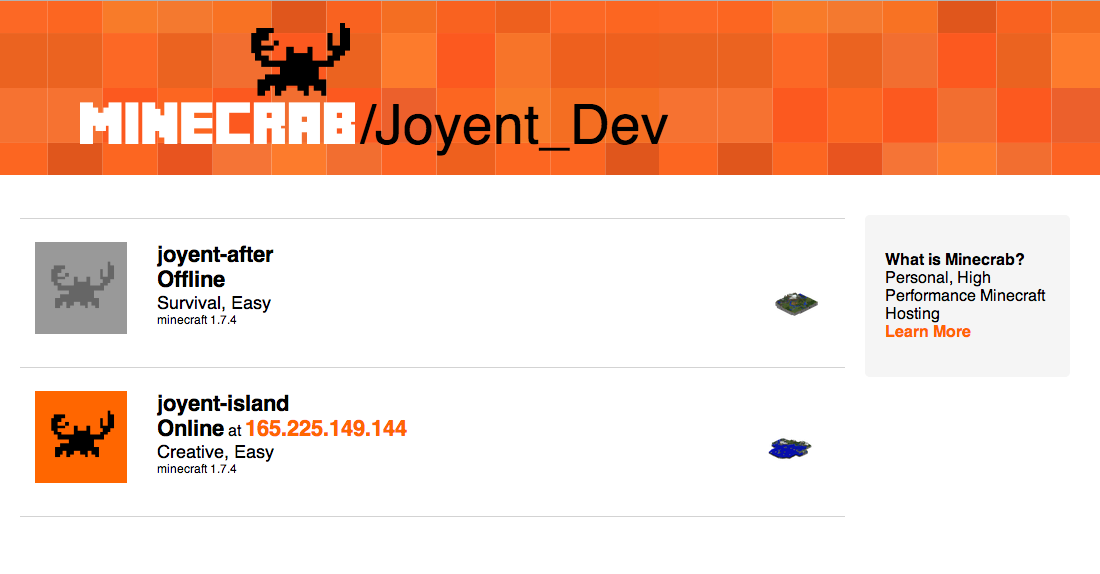 MINECRAB/Joyent_Dev
joyent-after
Offline
Survival, Easy
minecraft 1.7.4
joyent-island
Online at 165.225.149.144
Creative, Easy
minecraft 1.7.4
What is Minecrab?
Personal, High
Performance Minecraft
Hosting
Learn More